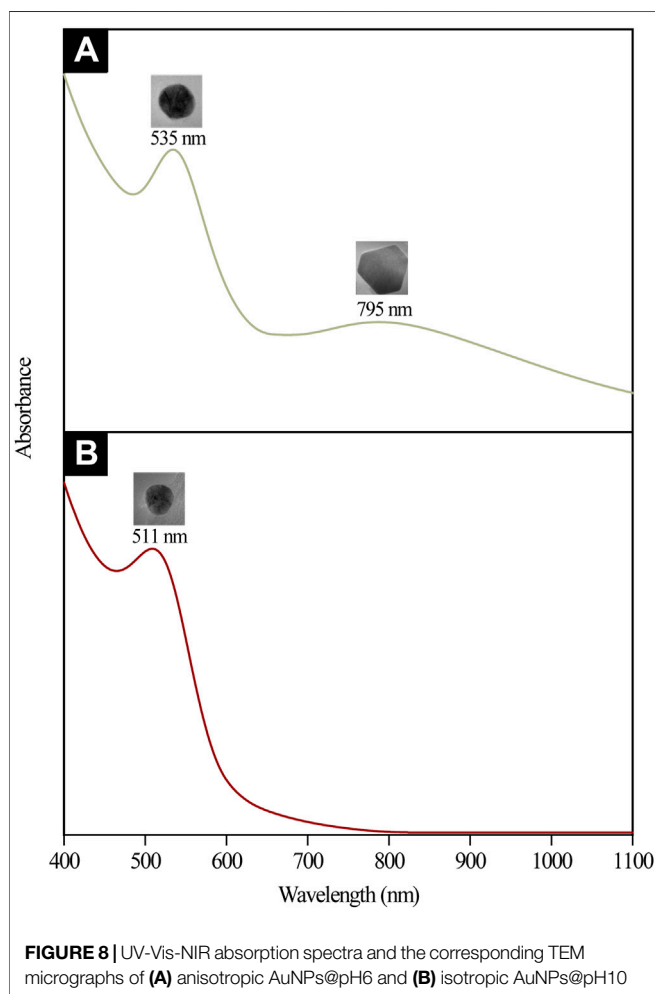 A
535 nm
795 nm
Absorbance
B
511 nm
400 500 600 700 800 900 1000 1100
Wavelength (nm)
FIGURE 8 | UV-Vis-NIR absorption spectra and the corresponding TEM
micrographs of (A) anisotropic AuNPs@pH6 and (B) isotropic AuNPs@pH10